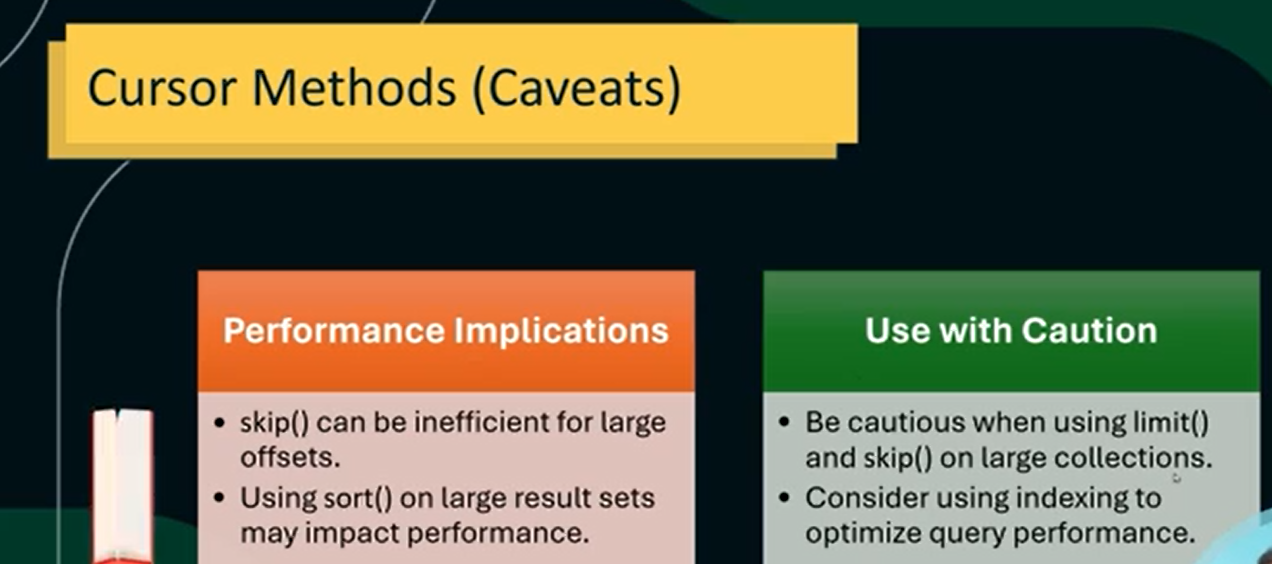 Cursor Methods (Caveats)
Performance Implications
• skip() can be inefficient for large
offsets.
• Using sort() on large result sets
may impact performance.
Use with Caution
• Be cautious when using limit()
and skip() on large collections.
• Consider using indexing to
optimize query performance.